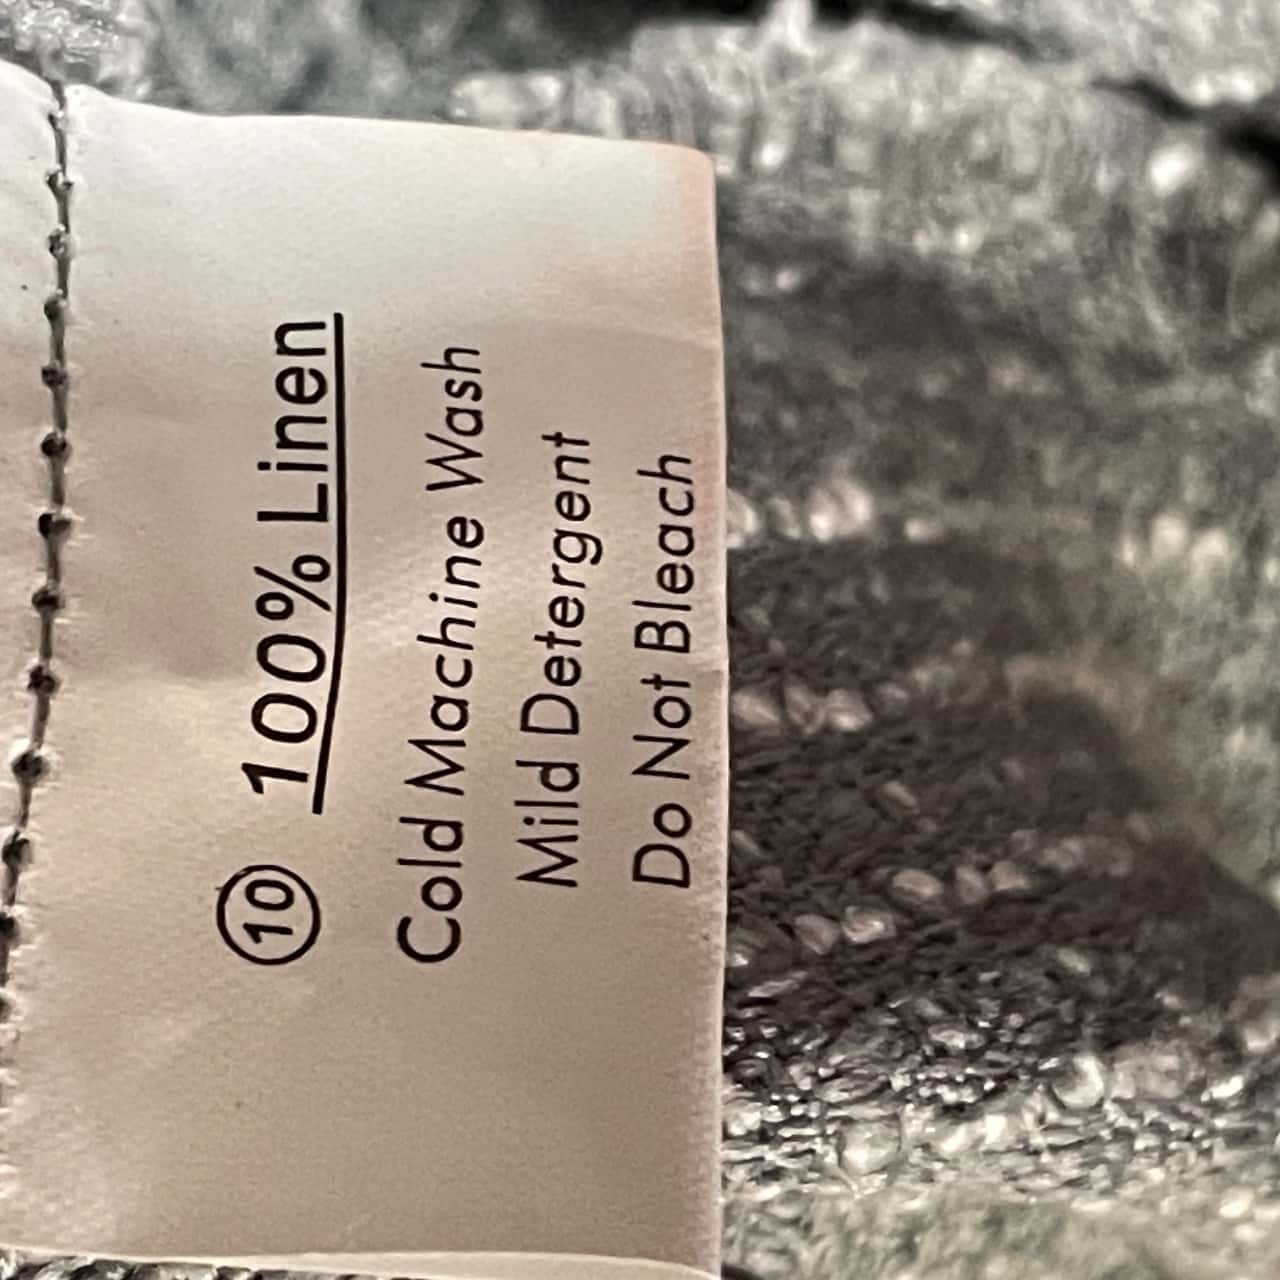 10 100% Linen
Cold Machine Wash
Mild Detergent
Do Not Bleach